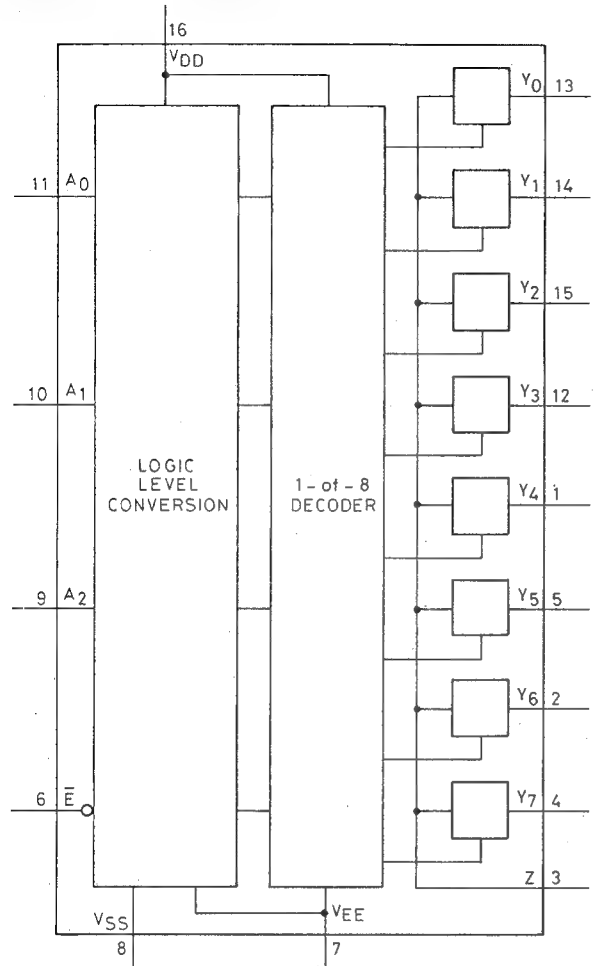 16
VDD
Y0 13
11 A0
Y1 14
Y2 15
10 A1
Y3 12
LOGIC
LEVEL
CONVERSION
1-of-8
DECODER
Y4 1
9 A2
Y5 5
Y6 2
6 E̅
Y7 4
Z 3
VSS
VEE
8
7